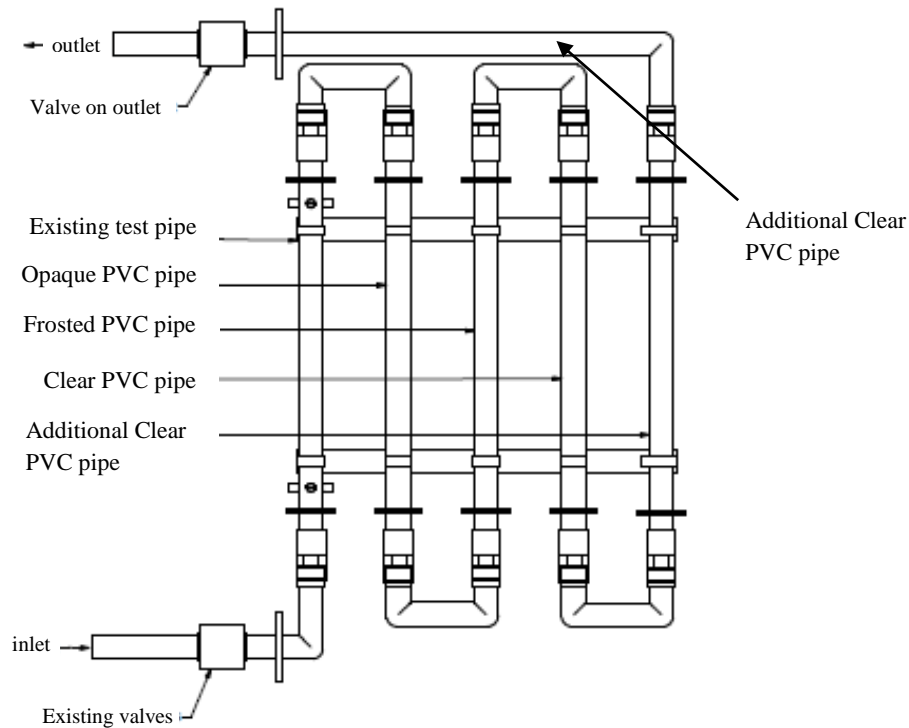 outlet
Valve on outlet
Existing test pipe
Opaque PVC pipe
Frosted PVC pipe
Clear PVC pipe
Additional Clear
PVC pipe
inlet
Existing valves
Additional Clear
PVC pipe